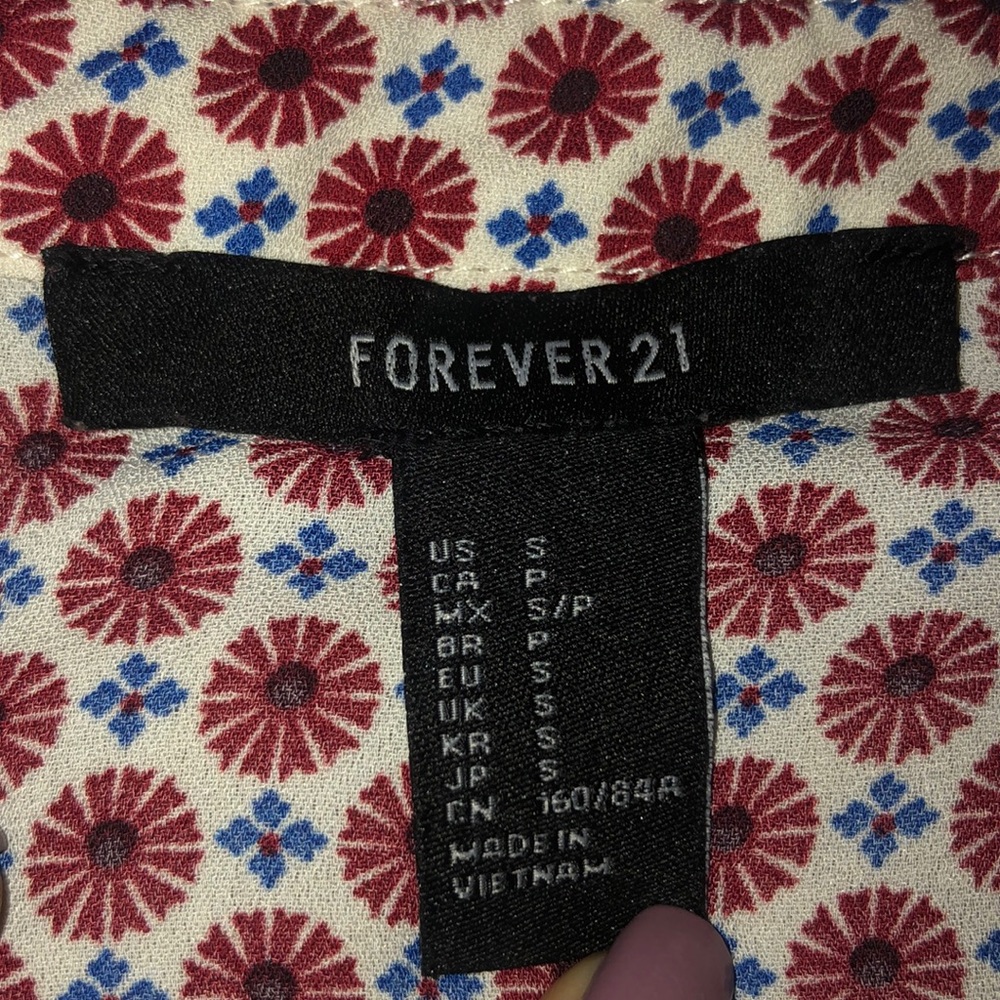 FOREVER 21
US S
CA P
MX S/P
BR P
EU S
UK S
KR S
JP S
CN 160/84A
MADE IN
VIETNAM